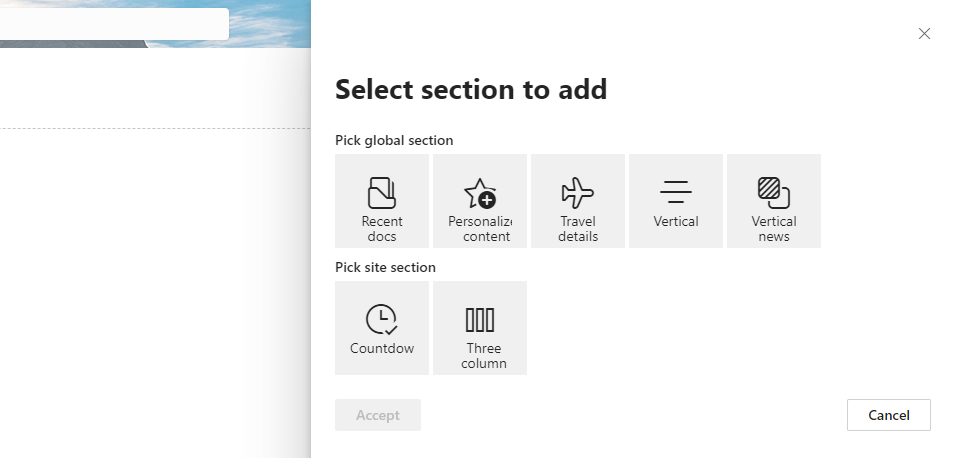 Select section to add
Pick global section
Recent
docs
Personalize
content
Travel
details
Vertical
Vertical
news
Pick site section
Countdow
Three
column
Accept
Cancel